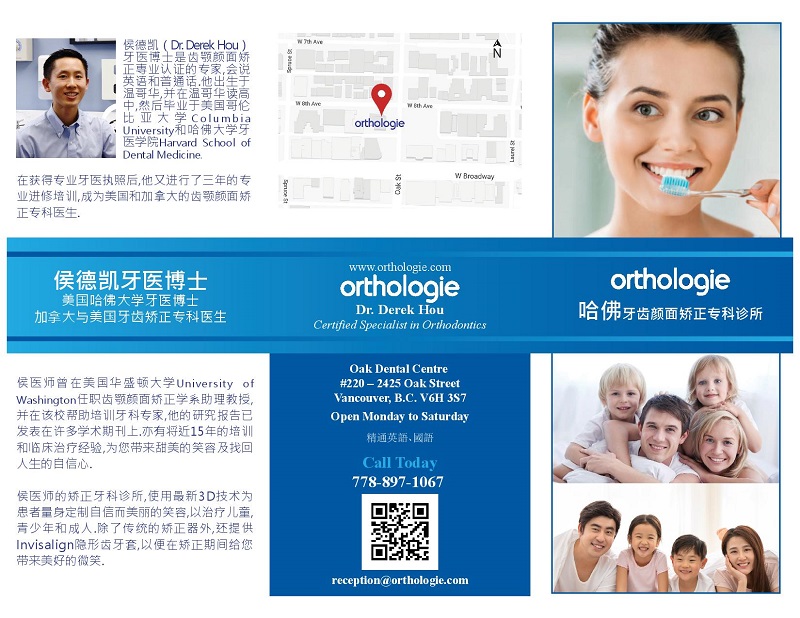 侯德凯（Dr. Derek Hou）
牙医博士是齿颚颜面矫
正专业认证的专家,会说
英语和普通话.他出生于
温哥华,并在温哥华读高
中,然后毕业于美国哥伦
比亚大学Columbia
University和哈佛大学牙
医学院Harvard School of
Dental Medicine.
在获得专业牙医执照后,他又进行了三年的专
业进修培训,成为美国和加拿大的齿颚颜面矫
正专科医生.
侯德凯牙医博士
美国哈佛大学牙医博士
加拿大与美国牙齿矫正专科医生
侯医师曾在美国华盛顿大学University of
Washington任职齿颚颜面矫正学系助理教授,
并在该校帮助培训牙科专家,他的研究报告已
发表在许多学术期刊上,亦有将近15年的培训
和临床治疗经验,为您带来甜美的笑容及找回
人生的自信心.
侯医师的矫正牙科诊所,使用最新3D技术为
患者量身定制自信而美丽的笑容,以治疗儿童,
青少年和成人.除了传统的矫正器外,还提供
Invisalign隐形齿牙套,以便在矫正期间给您
带来美好的微笑.
W 7th Ave
N
Spruce St
W 8th Ave
W 8th Ave
orthologie
Laurel St
W Broadway
Spruce St
Oak St
www.orthologie.com
orthologie
Dr. Derek Hou
Certified Specialist in Orthodontics
Oak Dental Centre
#220 – 2425 Oak Street
Vancouver, B.C. V6H 3S7
Open Monday to Saturday
精通英語、國語
Call Today
778-897-1067
reception@orthologie.com
orthologie
哈佛牙齿颜面矫正专科诊所